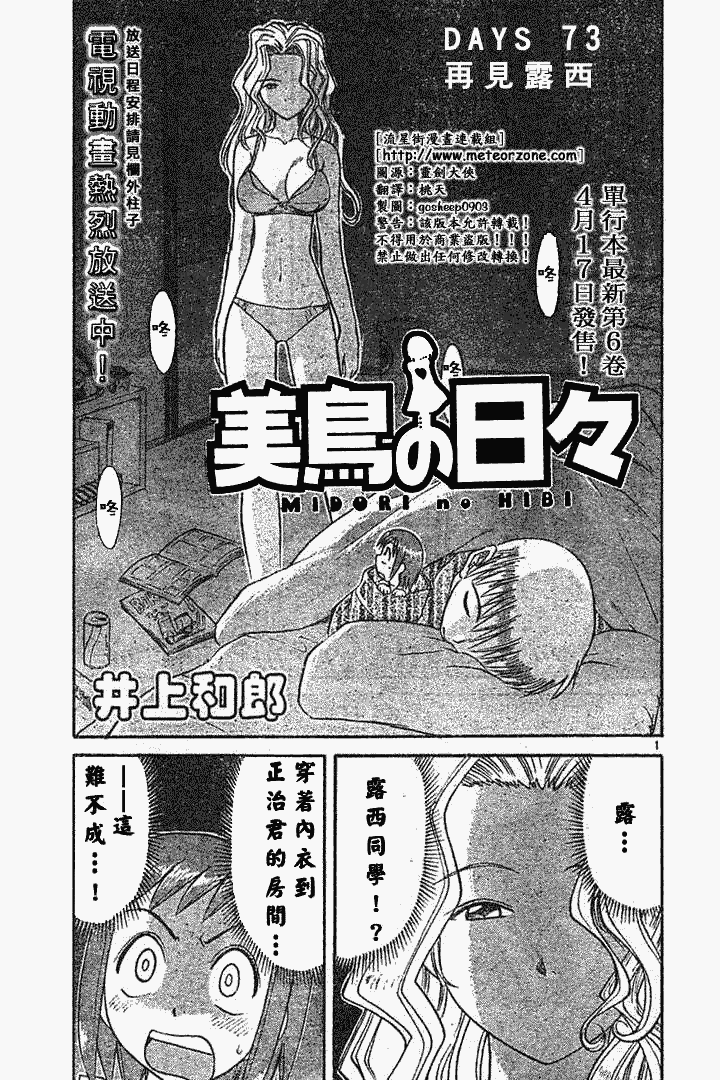 DAYS 73
再見露西
放送日程安排請見欄外柱子
電視動畫熱烈放送中！
[流星街漫畫連載組]
[http://www.meteorzone.com]
圖源：靈劍大俠
翻譯：桃天
製圖：gosheep0903
警告：該版本允許轉載！
不得用於商業盜版！！！
禁止做出任何修改轉換！
單行本最新第6卷
4月17日發售！
咚
咚
咚
咚
美鳥の日々
MIDORI no HIBI
井上和郎
1
露…
露西同學！？
穿著內衣到
正治君的房間…
——這
難不成…！